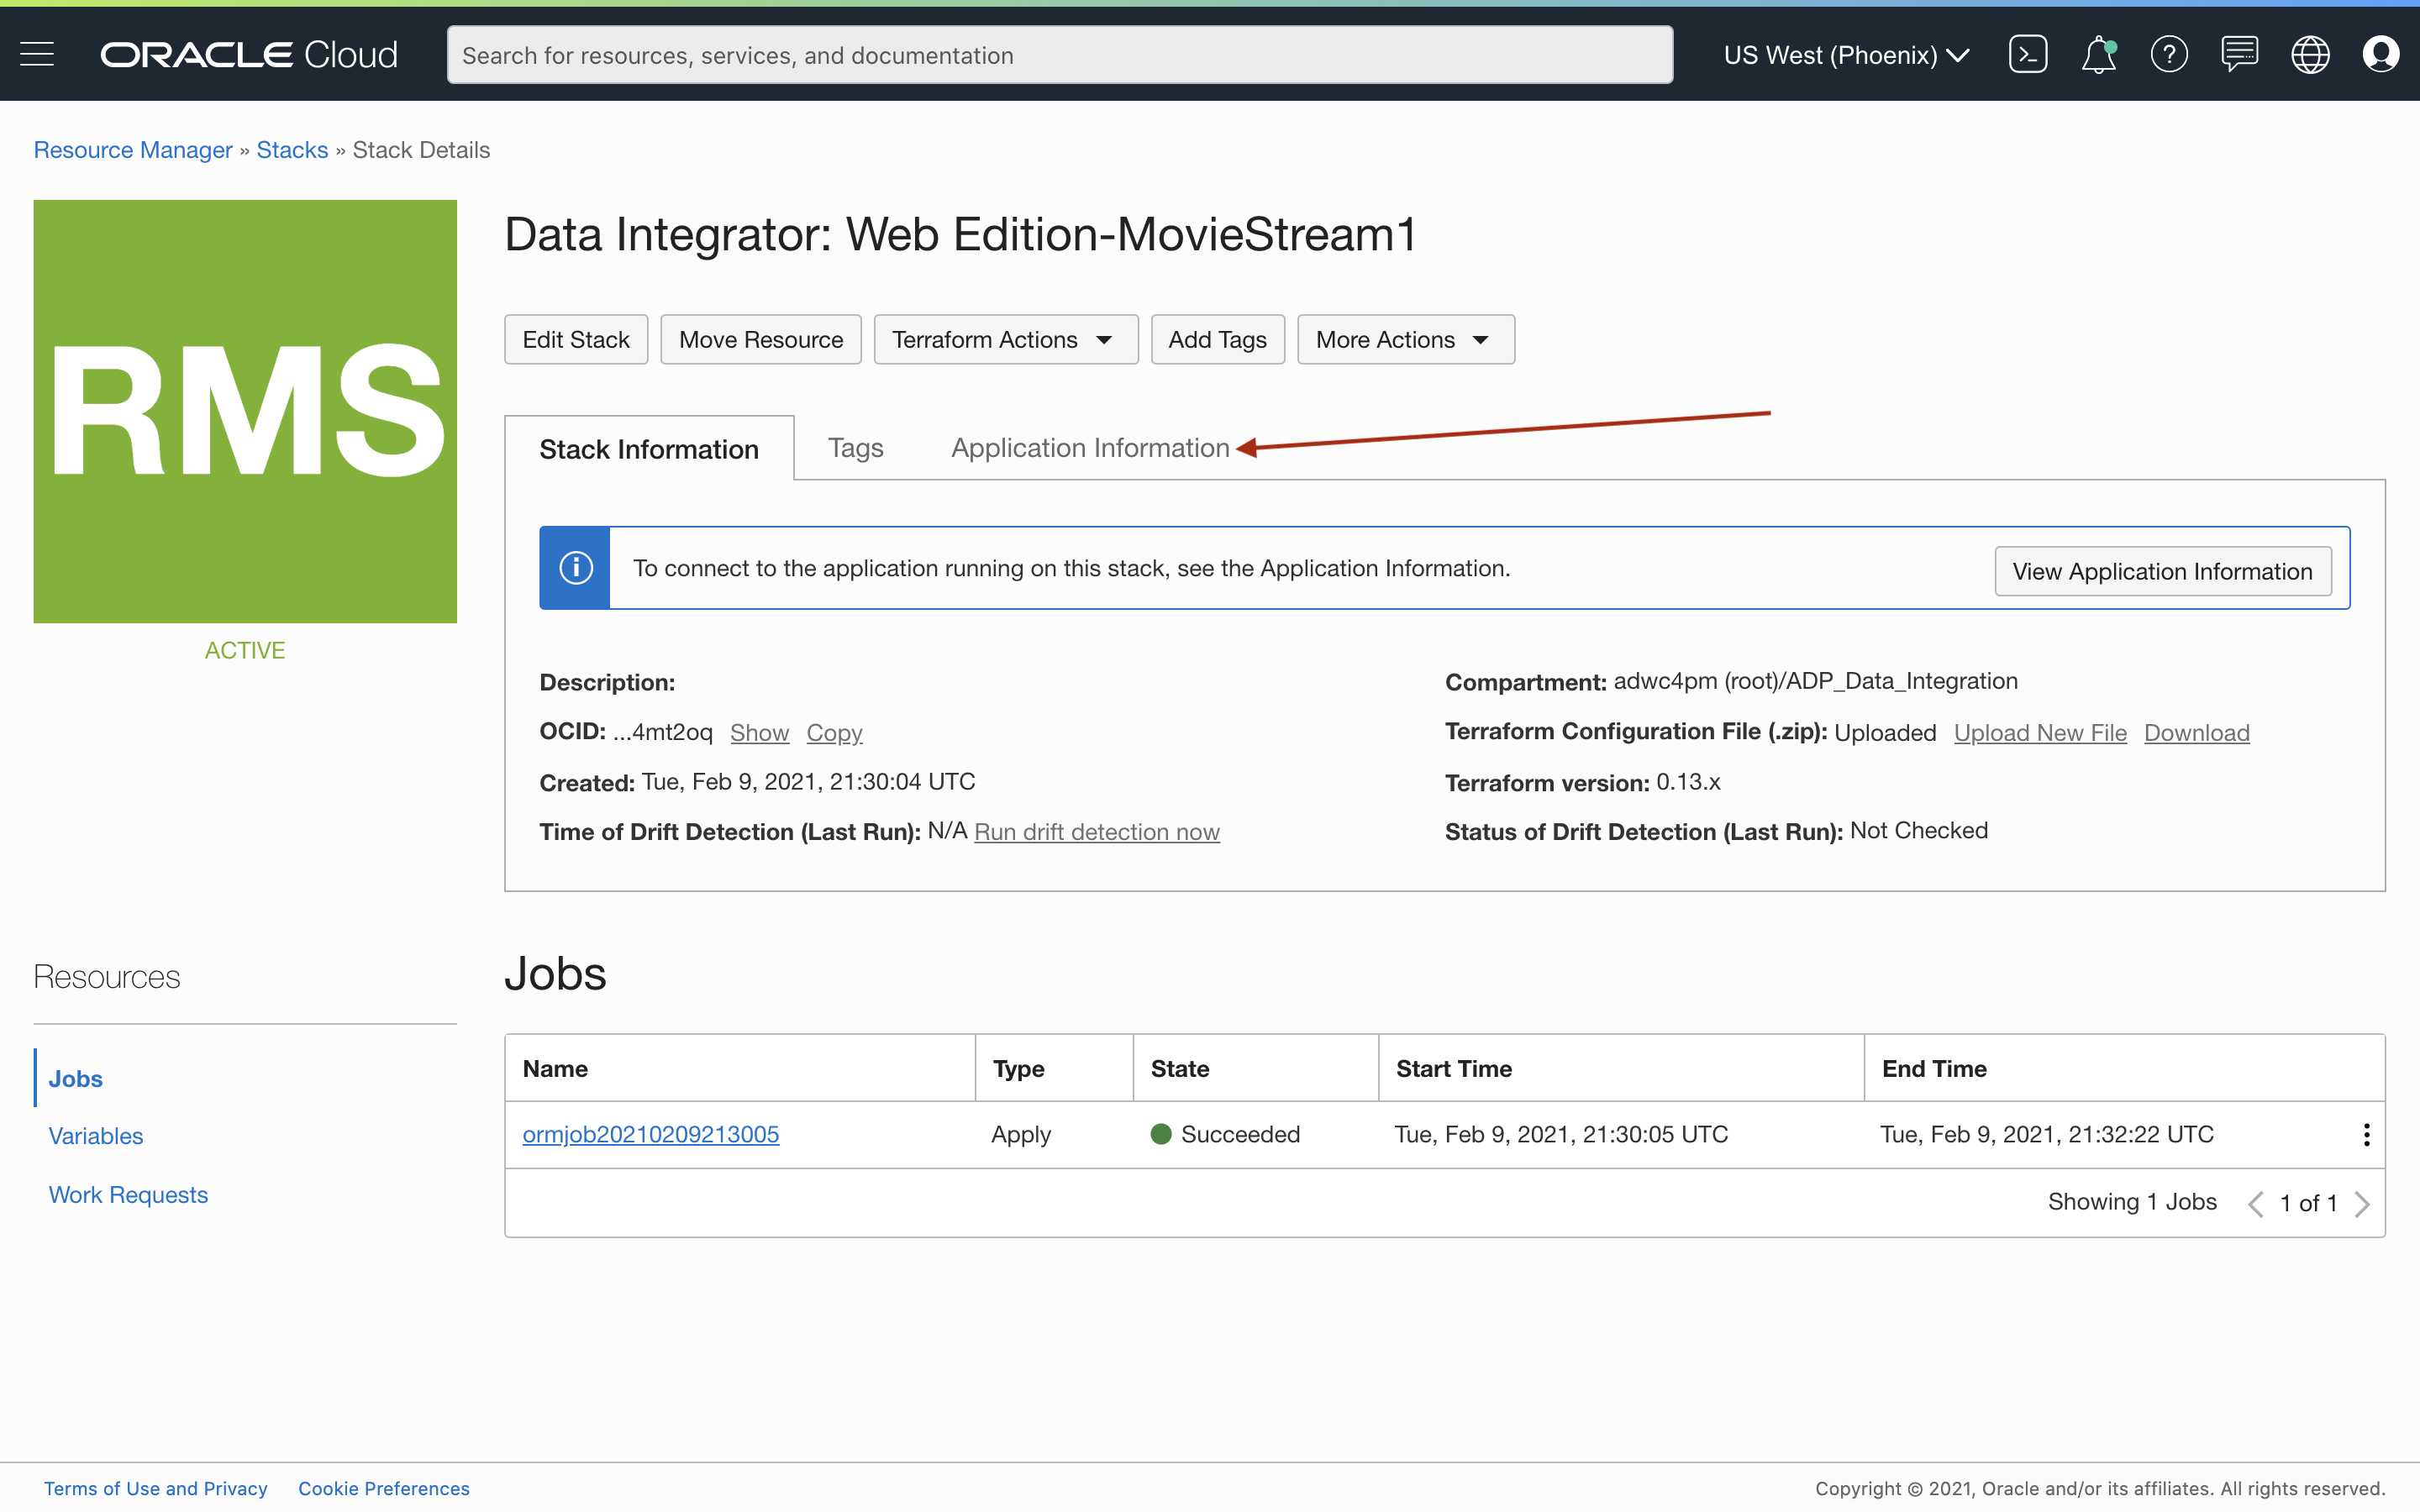 ORACLE Cloud
Search for resources, services, and documentation
US West (Phoenix)
Resource Manager » Stacks » Stack Details
RMS
ACTIVE
Data Integrator: Web Edition-MovieStream1
Edit Stack Move Resource Terraform Actions Add Tags More Actions
Stack Information Tags Application Information
To connect to the application running on this stack, see the Application Information. View Application Information
Description: Compartment: adwc4pm (root)/ADP_Data_Integration
OCID: ...4mt2oq Show Copy Terraform Configuration File (.zip): Uploaded Upload New File Download
Created: Tue, Feb 9, 2021, 21:30:04 UTC Terraform version: 0.13.x
Time of Drift Detection (Last Run): N/A Run drift detection now Status of Drift Detection (Last Run): Not Checked
Resources
Jobs
Variables
Work Requests
Jobs
Name Type State Start Time End Time
ormjob20210209213005 Apply Succeeded Tue, Feb 9, 2021, 21:30:05 UTC Tue, Feb 9, 2021, 21:32:22 UTC
Showing 1 Jobs 1 of 1
Terms of Use and Privacy Cookie Preferences Copyright © 2021, Oracle and/or its affiliates. All rights reserved.